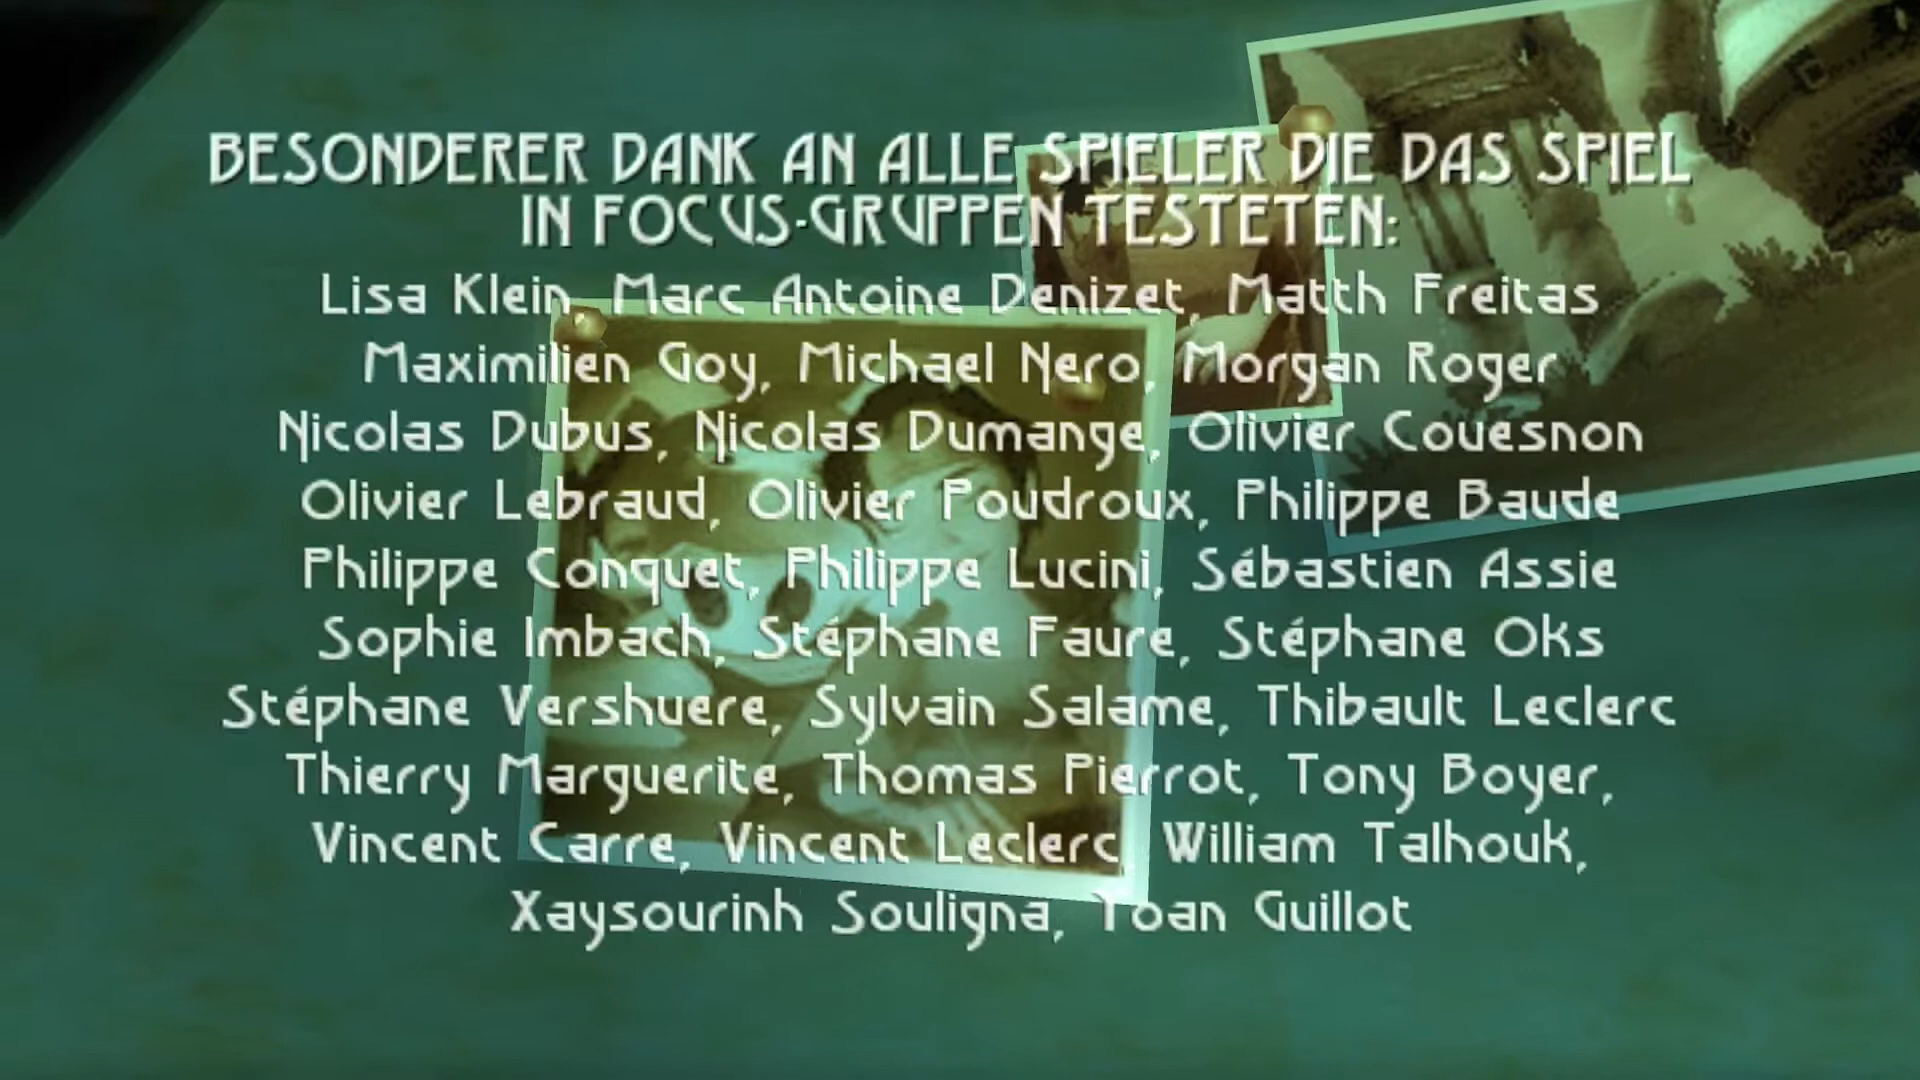 BESONDERER DANK AN ALLE SPIELER DIE DAS SPIEL
IN FOCUS-GRUPPEN TESTETEN:
Lisa Klein, Marc Antoine Denizet, Matth Freitas
Maximilien Goy, Michael Nero, Morgan Roger
Nicolas Dubus, Nicolas Dumange, Olivier Couesnon
Olivier Lebraud, Olivier Poudroux, Philippe Baude
Philippe Conquet, Philippe Lucini, Sébastien Assie
Sophie Imbach, Stéphane Faure, Stéphane Oks
Stéphane Vershuere, Sylvain Salame, Thibault Leclerc
Thierry Marguerite, Thomas Pierrot, Tony Boyer,
Vincent Carre, Vincent Leclerc, William Talhouk,
Xaysourinh Souligna, Yoan Guillot